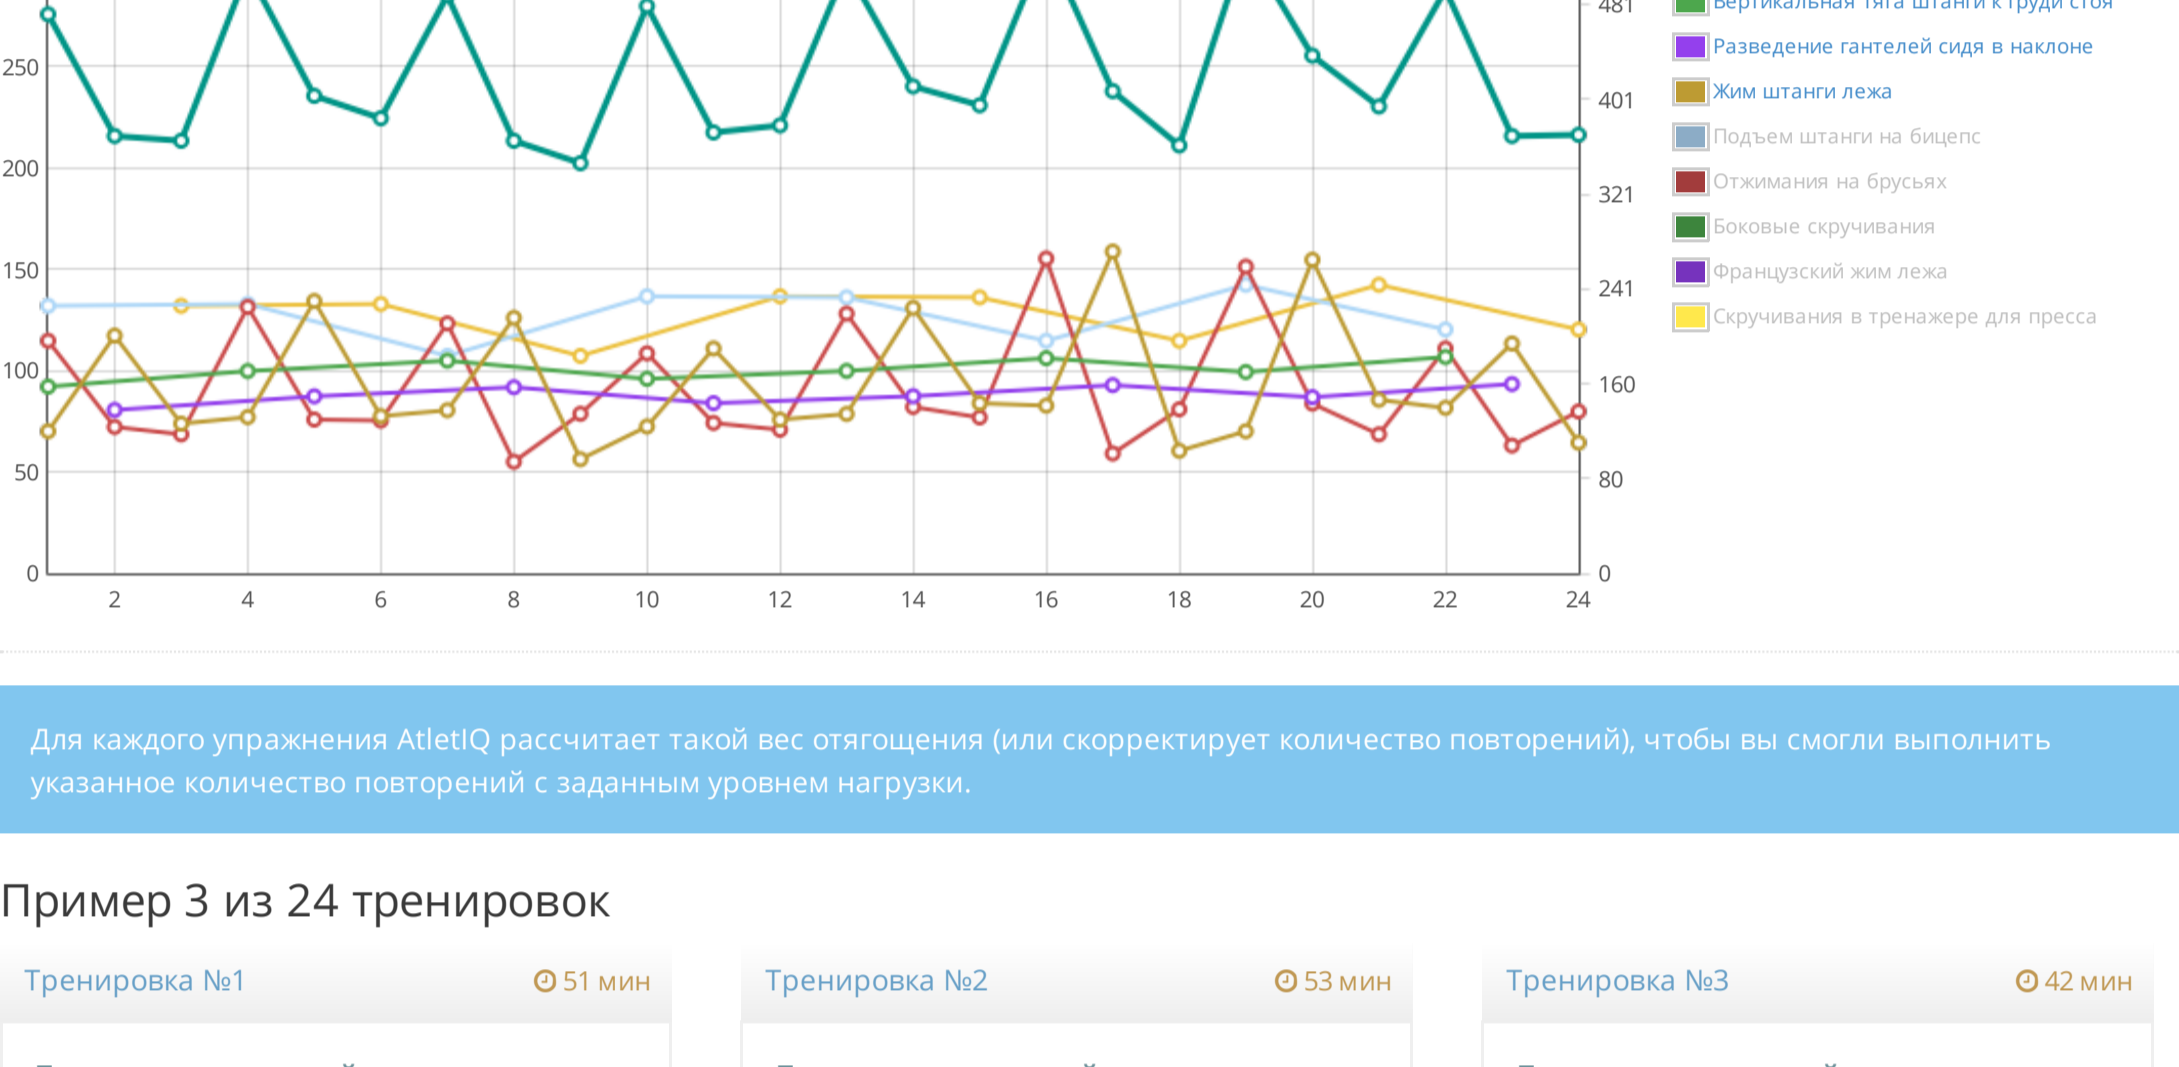 481
Вертикальная тяга штанги к груди стоя
250
Разведение гантелей сидя в наклоне
401
Жим штанги лежа
200
Подъем штанги на бицепс
321
Отжимания на брусьях
150
Боковые скручивания
241
Французский жим лежа
100
Скручивания в тренажере для пресса
160
50
80
0
0
2 4 6 8 10 12 14 16 18 20 22 24
Для каждого упражнения AtletIQ рассчитает такой вес отягощения (или скорректирует количество повторений), чтобы вы смогли выполнить
указанное количество повторений с заданным уровнем нагрузки.
Пример 3 из 24 тренировок
Тренировка №1 51 мин
Тренировка №2 53 мин
Тренировка №3 42 мин